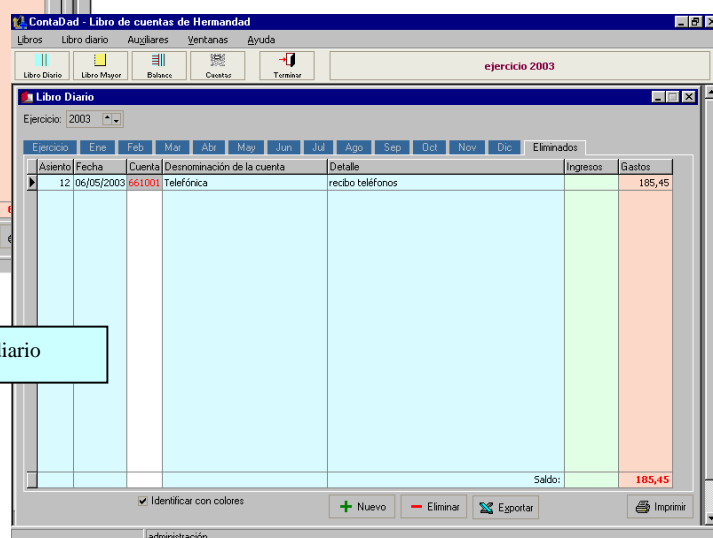 ContaDad - Libro de cuentas de Hermandad
Libros Libro diario Auxiliares Ventanas Ayuda
Libro Diario Libro Mayor Balance Cuentas Terminar
ejercicio 2003
Libro Diario
Ejercicio: 2003
Ejercicio Ene Feb Mar Abr May Jun Jul Ago Sep Oct Nov Dic Eliminados
Asiento Fecha Cuenta Desnominación de la cuenta Detalle Ingresos Gastos
12 06/05/2003 661001 Telefónica recibo teléfonos 185,45
diario
Saldo: 185,45
Identificar con colores
Nuevo Eliminar Exportar Imprimir
administración